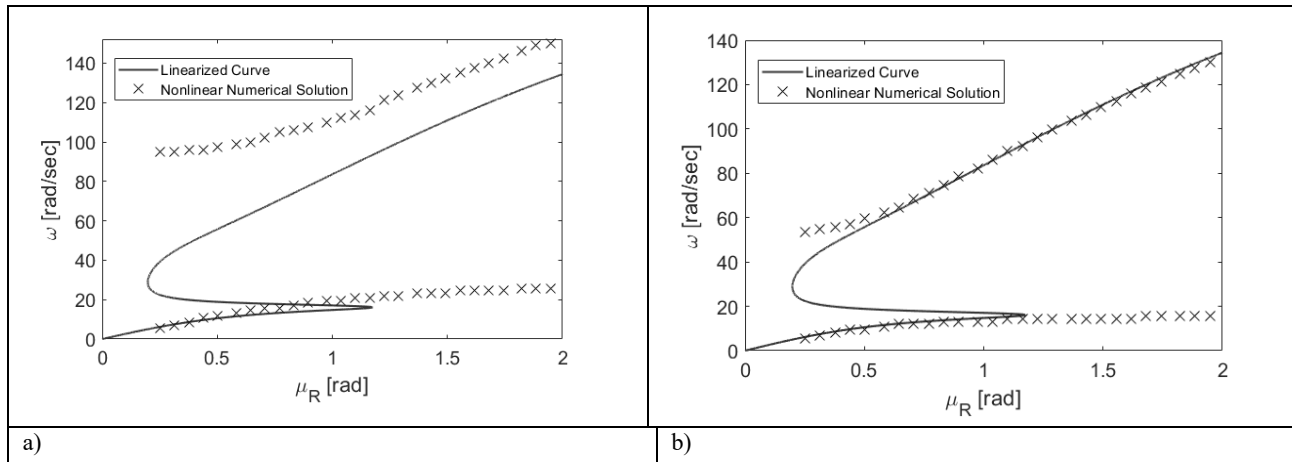 140
120
100
80
60
40
20
0
ω [rad/sec]
Linearized Curve
Nonlinear Numerical Solution
0
0.5
1
1.5
2
μR [rad]
140
120
100
80
60
40
20
0
ω [rad/sec]
Linearized Curve
Nonlinear Numerical Solution
0
0.5
1
1.5
2
μR [rad]
a)
b)